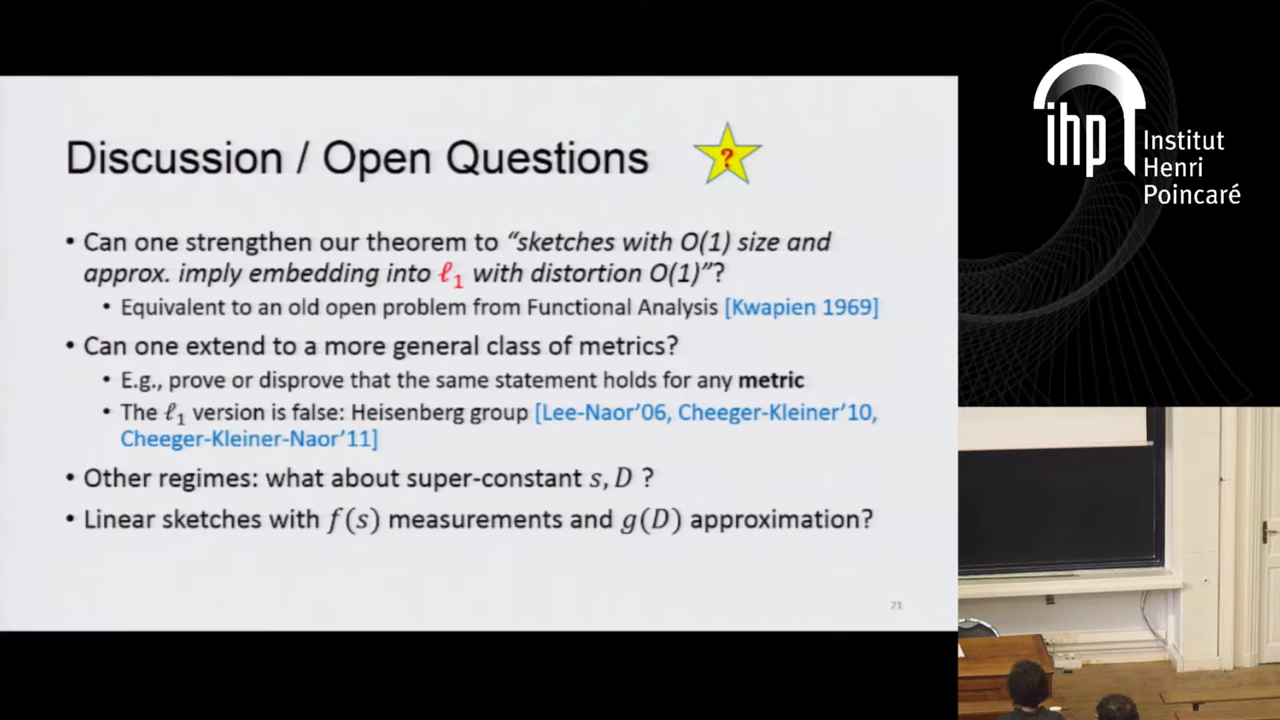 Discussion / Open Questions
?
• Can one strengthen our theorem to “sketches with O(1) size and
approx. imply embedding into ℓ₁ with distortion O(1)”?
• Equivalent to an old open problem from Functional Analysis [Kwapien 1969]
• Can one extend to a more general class of metrics?
• E.g., prove or disprove that the same statement holds for any metric
• The ℓ₁ version is false: Heisenberg group [Lee-Naor’06, Cheeger-Kleiner’10,
Cheeger-Kleiner-Naor’11]
• Other regimes: what about super-constant s, D ?
• Linear sketches with f(s) measurements and g(D) approximation?
21
ihp
Institut
Henri
Poincaré